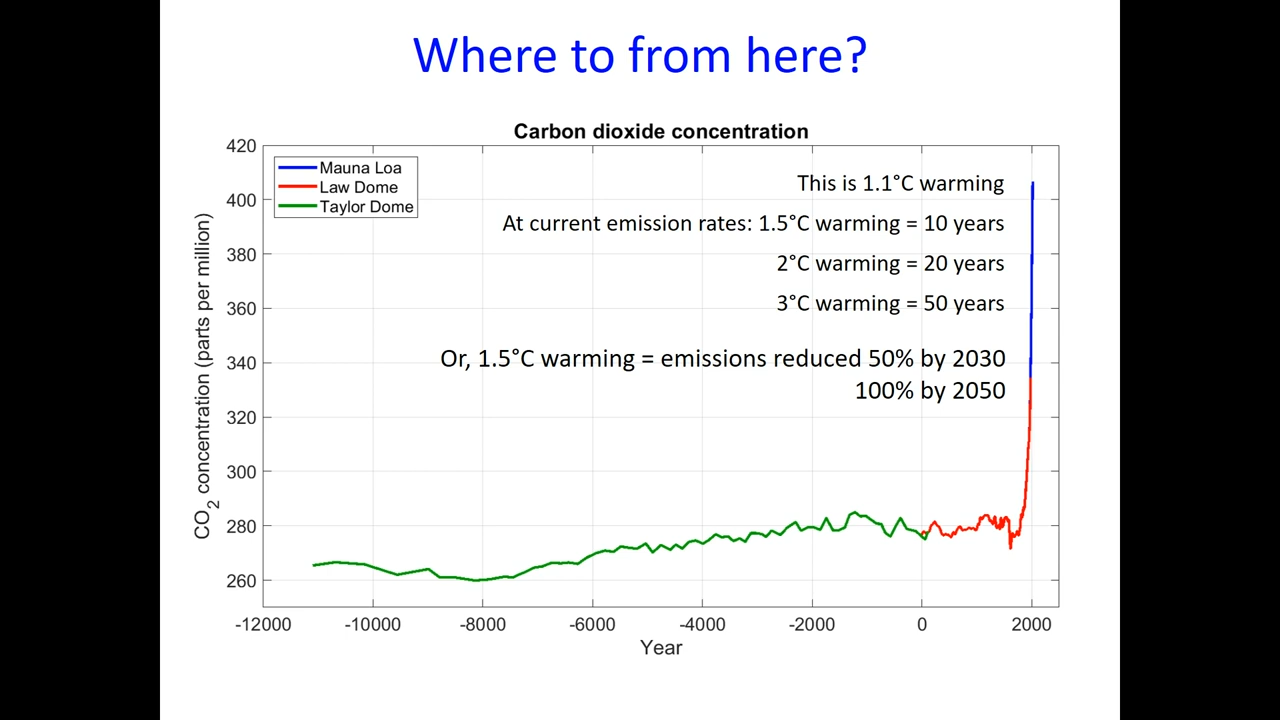 Where to from here?
Carbon dioxide concentration
420
400
380
360
340
320
300
280
260
CO2 concentration (parts per million)
Mauna Loa
Law Dome
Taylor Dome
This is 1.1°C warming
At current emission rates: 1.5°C warming = 10 years
2°C warming = 20 years
3°C warming = 50 years
Or, 1.5°C warming = emissions reduced 50% by 2030
100% by 2050
-12000 -10000 -8000 -6000 -4000 -2000 0 2000
Year